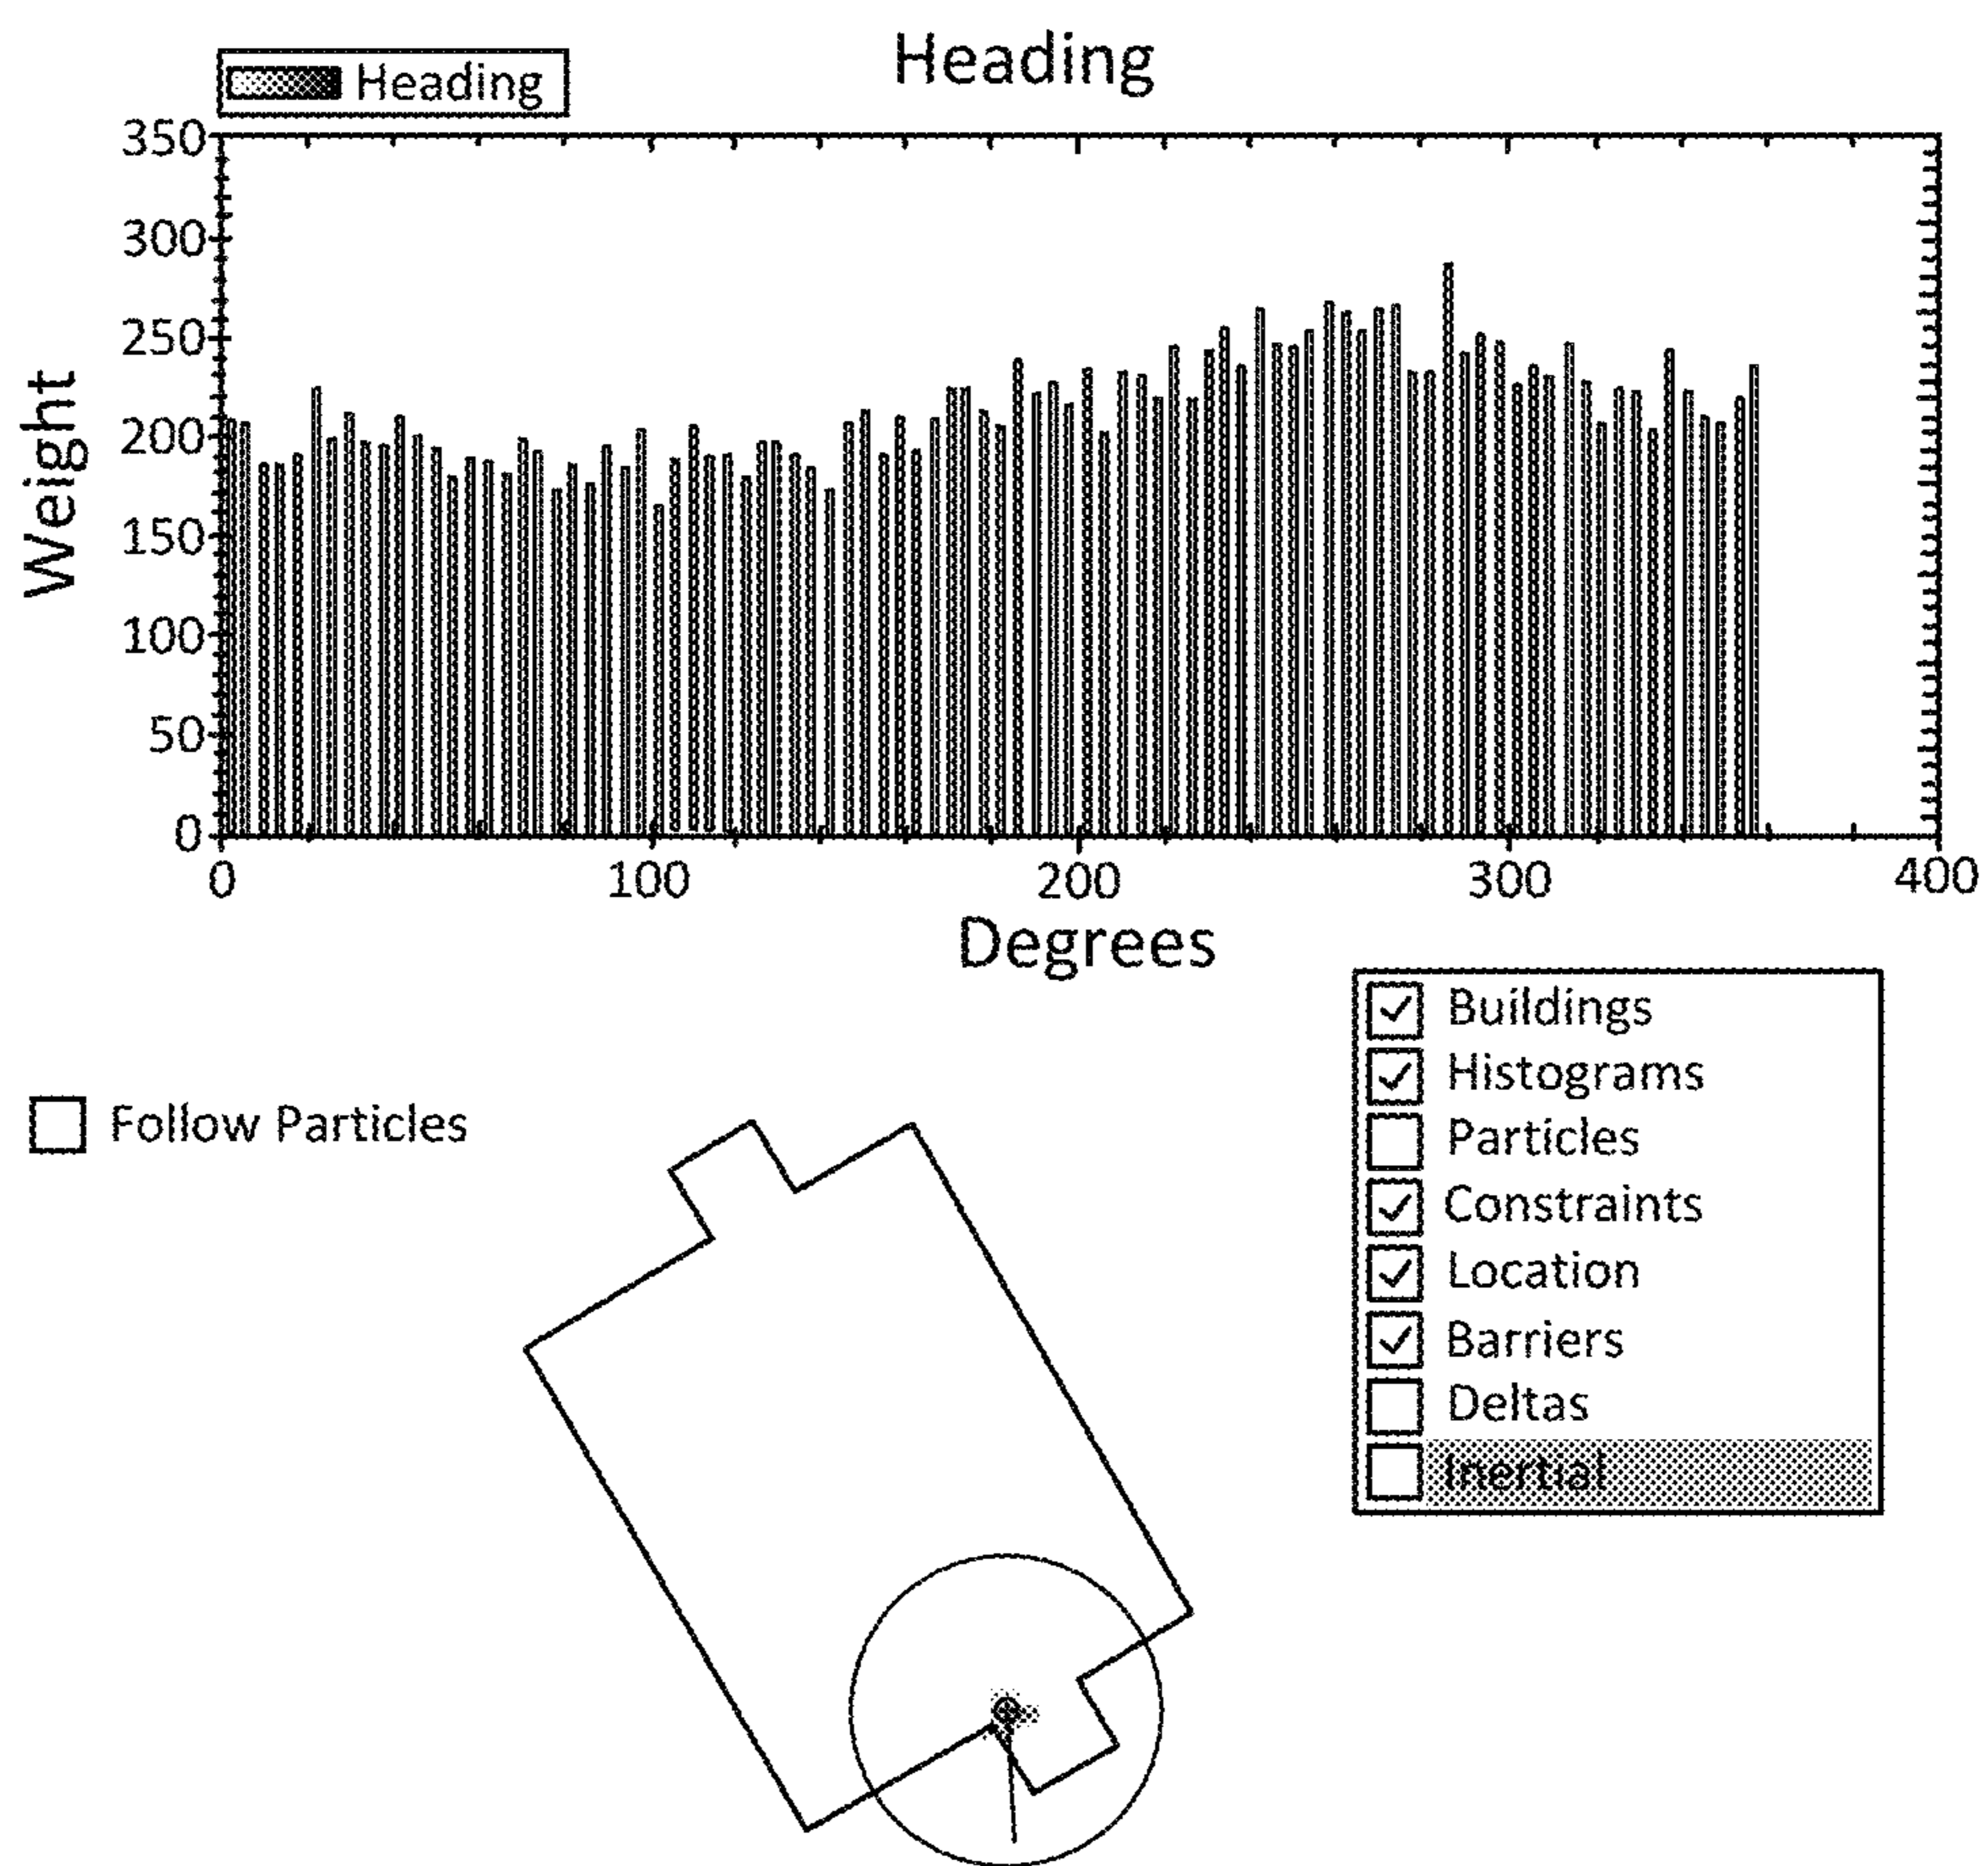 Heading
Heading
350
300
250
200
150
100
50
0
Weight
0 100 200 300 400
Degrees
Buildings
Histograms
Particles
Constraints
Location
Barriers
Deltas
Inertial
Follow Particles